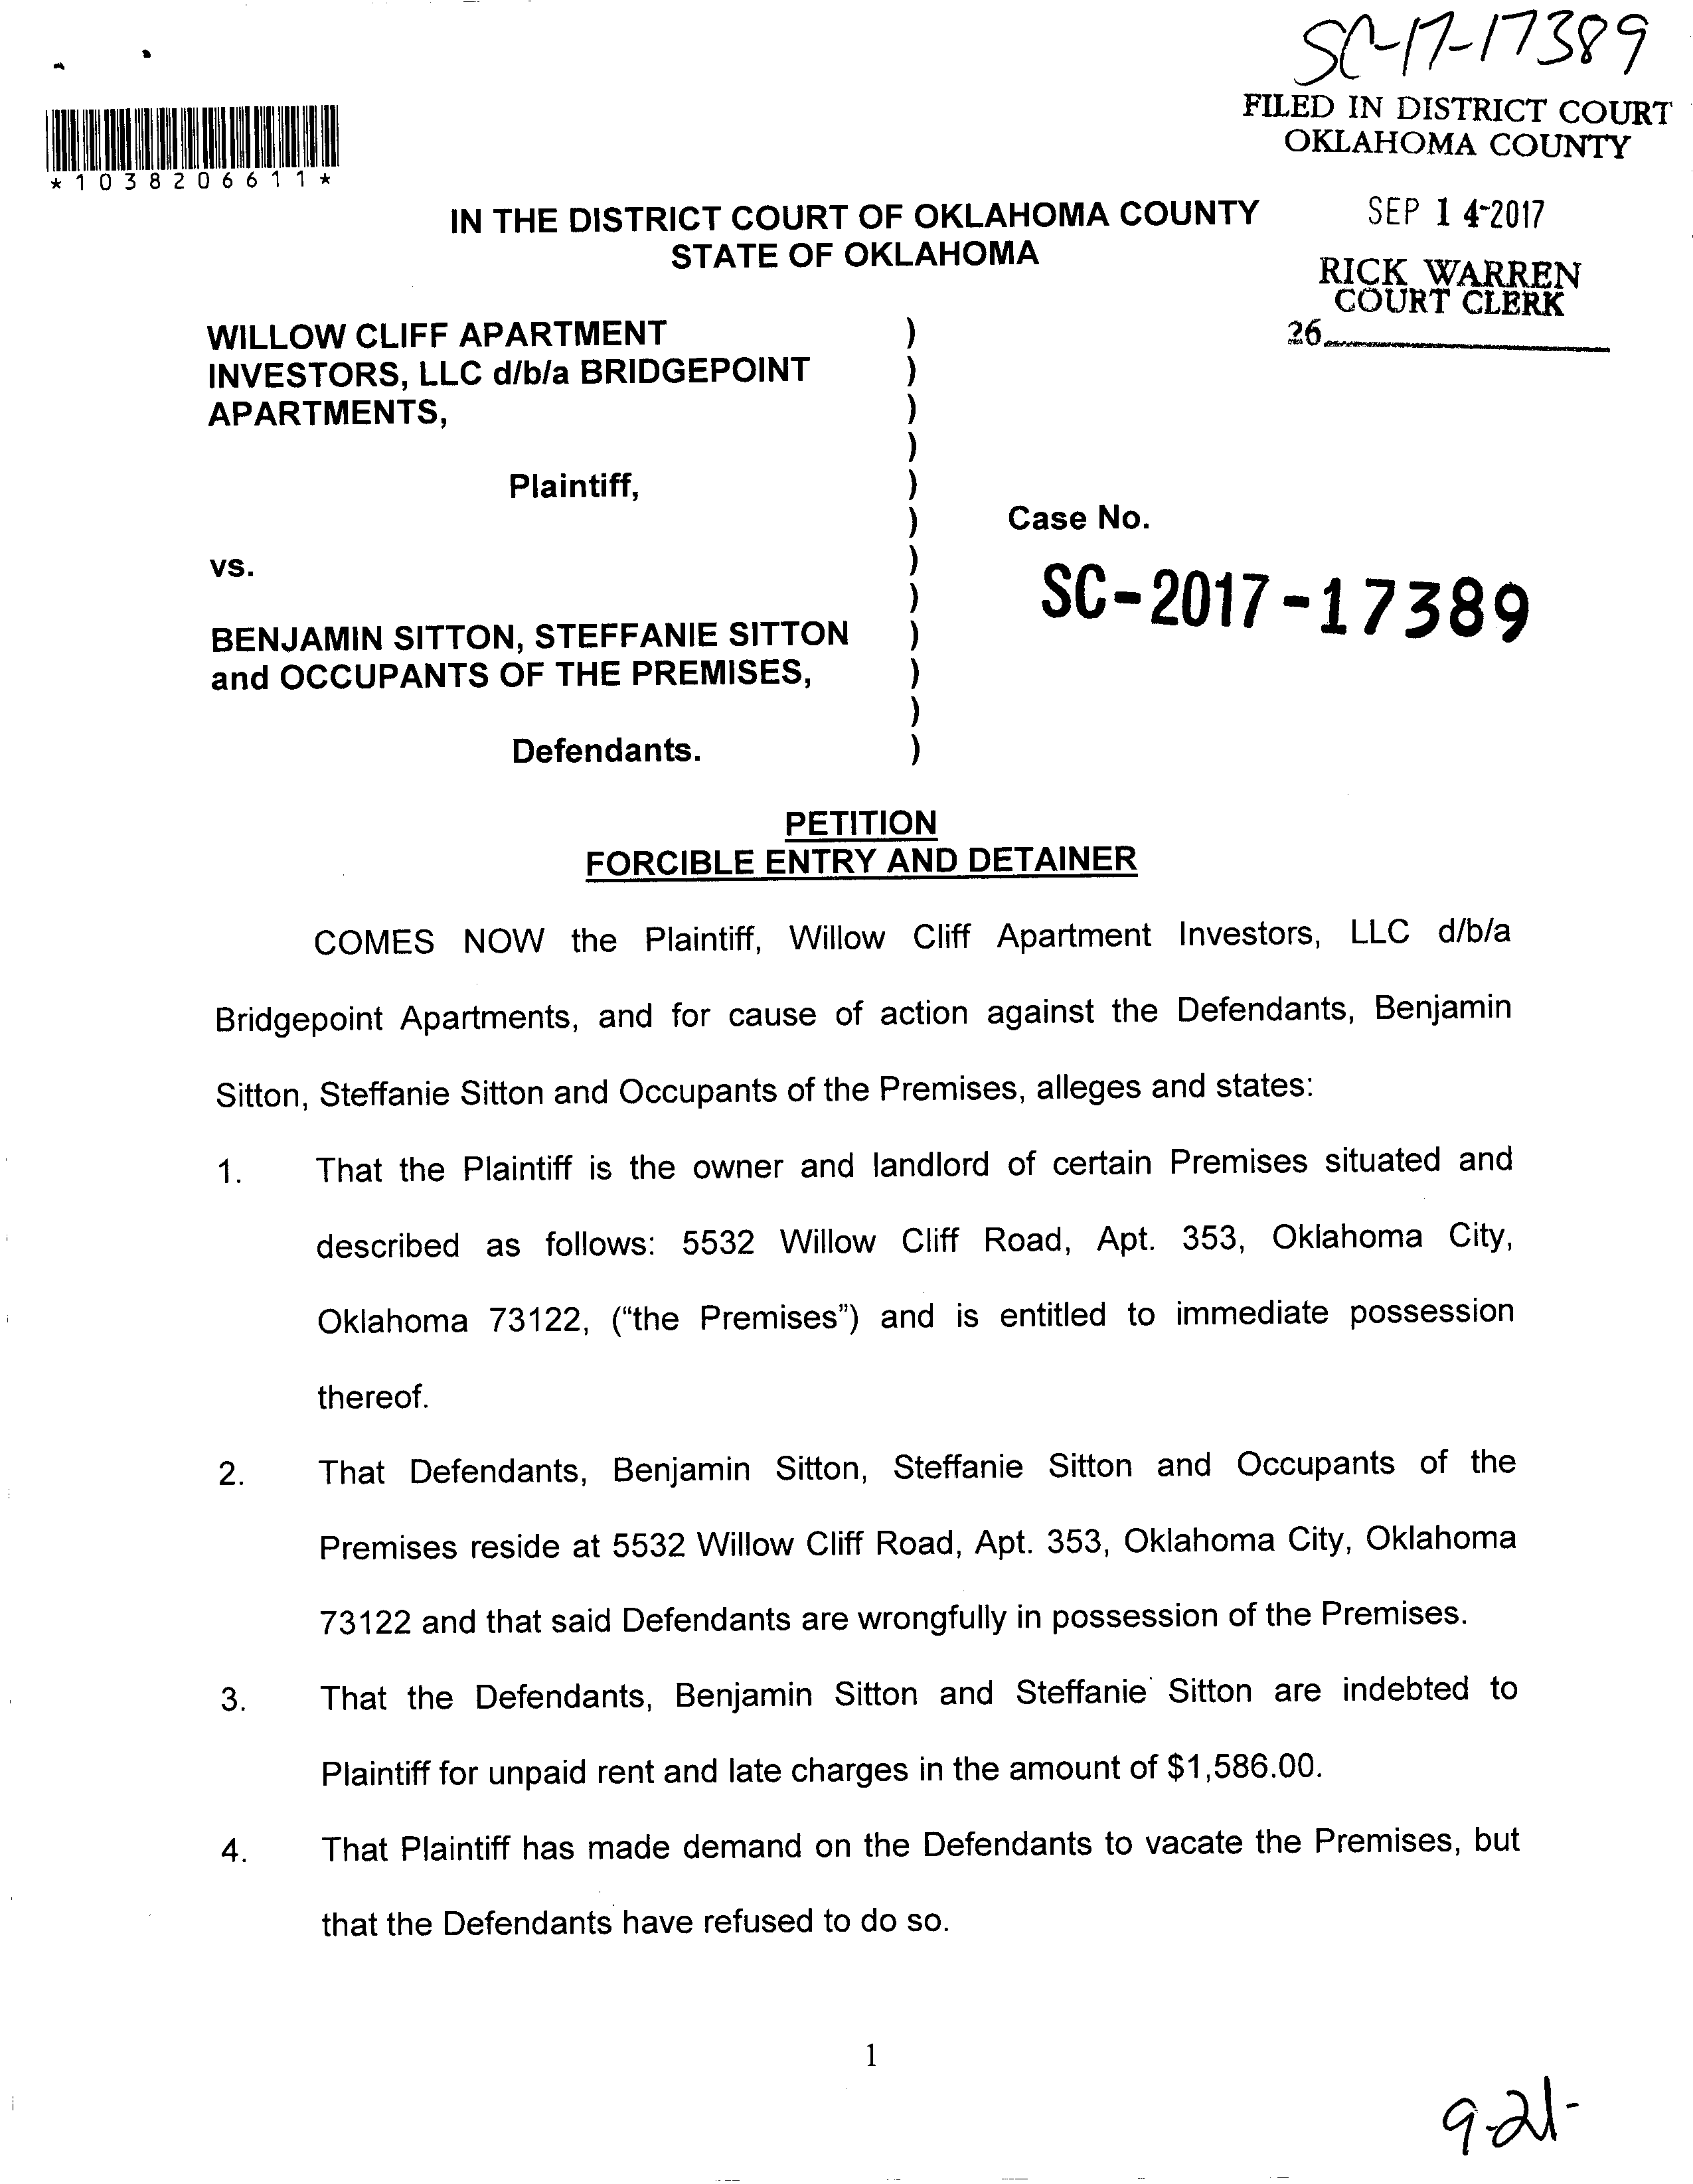 SC-17-17389
FILED IN DISTRICT COURT
OKLAHOMA COUNTY
*1038206611*
IN THE DISTRICT COURT OF OKLAHOMA COUNTY
STATE OF OKLAHOMA
SEP 14 2017
RICK WARREN
COURT CLERK
26
WILLOW CLIFF APARTMENT )
INVESTORS, LLC d/b/a BRIDGEPOINT )
APARTMENTS, )
)
Plaintiff, )
) Case No.
vs. )
SC-2017-17389
)
BENJAMIN SITTON, STEFFANIE SITTON )
and OCCUPANTS OF THE PREMISES, )
)
Defendants. )
PETITION
FORCIBLE ENTRY AND DETAINER
COMES NOW the Plaintiff, Willow Cliff Apartment Investors, LLC d/b/a
Bridgepoint Apartments, and for cause of action against the Defendants, Benjamin
Sitton, Steffanie Sitton and Occupants of the Premises, alleges and states:
1. That the Plaintiff is the owner and landlord of certain Premises situated and
described as follows: 5532 Willow Cliff Road, Apt. 353, Oklahoma City,
Oklahoma 73122, (“the Premises”) and is entitled to immediate possession
thereof.
2. That Defendants, Benjamin Sitton, Steffanie Sitton and Occupants of the
Premises reside at 5532 Willow Cliff Road, Apt. 353, Oklahoma City, Oklahoma
73122 and that said Defendants are wrongfully in possession of the Premises.
3. That the Defendants, Benjamin Sitton and Steffanie Sitton are indebted to
Plaintiff for unpaid rent and late charges in the amount of $1,586.00.
4. That Plaintiff has made demand on the Defendants to vacate the Premises, but
that the Defendants have refused to do so.
1
9-21-